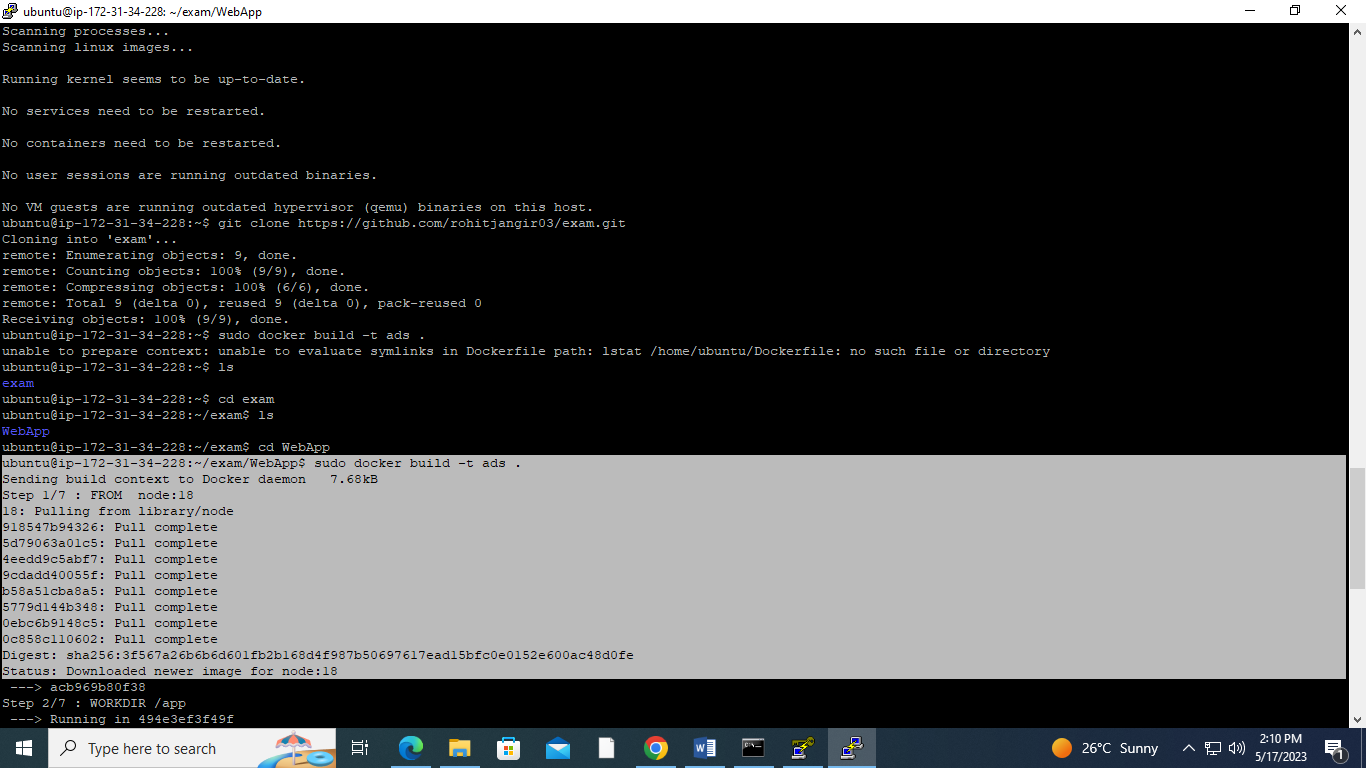 ubuntu@ip-172-31-34-228: ~/exam/WebApp
Scanning processes...
Scanning linux images...
Running kernel seems to be up-to-date.
No services need to be restarted.
No containers need to be restarted.
No user sessions are running outdated binaries.
No VM guests are running outdated hypervisor (qemu) binaries on this host.
ubuntu@ip-172-31-34-228:~$ git clone https://github.com/rohitjangir03/exam.git
Cloning into 'exam'...
remote: Enumerating objects: 9, done.
remote: Counting objects: 100% (9/9), done.
remote: Compressing objects: 100% (6/6), done.
remote: Total 9 (delta 0), reused 9 (delta 0), pack-reused 0
Receiving objects: 100% (9/9), done.
ubuntu@ip-172-31-34-228:~$ sudo docker build -t ads .
unable to prepare context: unable to evaluate symlinks in Dockerfile path: lstat /home/ubuntu/Dockerfile: no such file or directory
ubuntu@ip-172-31-34-228:~$ ls
exam
ubuntu@ip-172-31-34-228:~$ cd exam
ubuntu@ip-172-31-34-228:~/exam$ ls
WebApp
ubuntu@ip-172-31-34-228:~/exam$ cd WebApp
ubuntu@ip-172-31-34-228:~/exam/WebApp$ sudo docker build -t ads .
Sending build context to Docker daemon   7.68kB
Step 1/7 : FROM  node:18
18: Pulling from library/node
918547b94326: Pull complete
5d79063a01c5: Pull complete
4eedd9c5abf7: Pull complete
9cdadd40055f: Pull complete
b58a51cba8a5: Pull complete
5779d144b348: Pull complete
0ebc6b9148c5: Pull complete
0c858c110602: Pull complete
Digest: sha256:3f567a26b6b6d601fb2b168d4f987b50697617ead15bfc0e0152e600ac48d0fe
Status: Downloaded newer image for node:18
---> acb969b80f38
Step 2/7 : WORKDIR /app
---> Running in 494e3ef3f49f
Type here to search
26°C Sunny
2:10 PM
5/17/2023
1